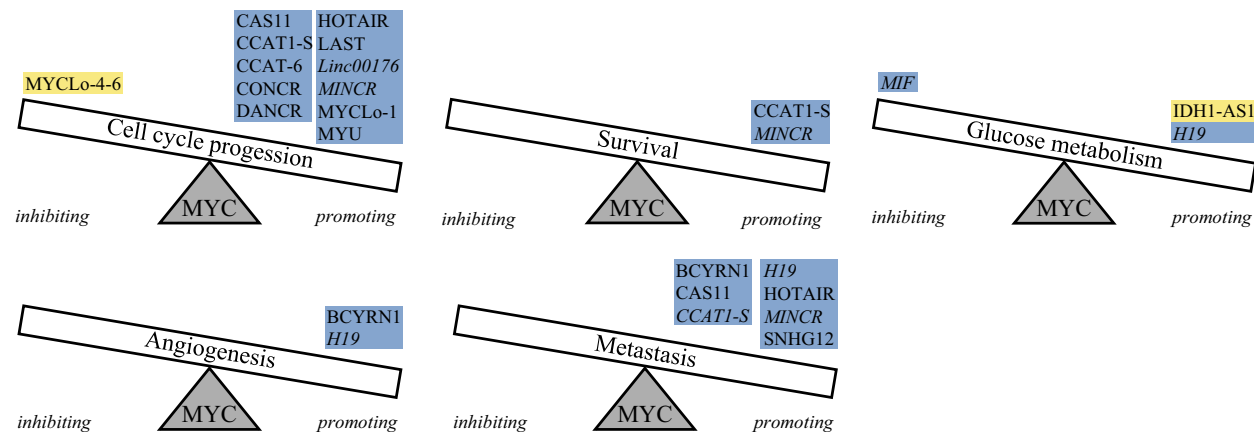 MYCLo-4-6
CAS11
CCAT1-S
CCAT-6
CONCR
DANCR
HOTAIR
LAST
Linc00176
MINCR
MYCLo-1
MYU
Cell cycle progession
MYC
inhibiting
promoting
CCAT1-S
MINCR
Survival
MYC
inhibiting
promoting
MIF
IDH1-AS1
H19
Glucose metabolism
MYC
inhibiting
promoting
BCYRN1
H19
Angiogenesis
MYC
inhibiting
promoting
BCYRN1
CAS11
CCAT1-S
H19
HOTAIR
MINCR
SNHG12
Metastasis
MYC
inhibiting
promoting